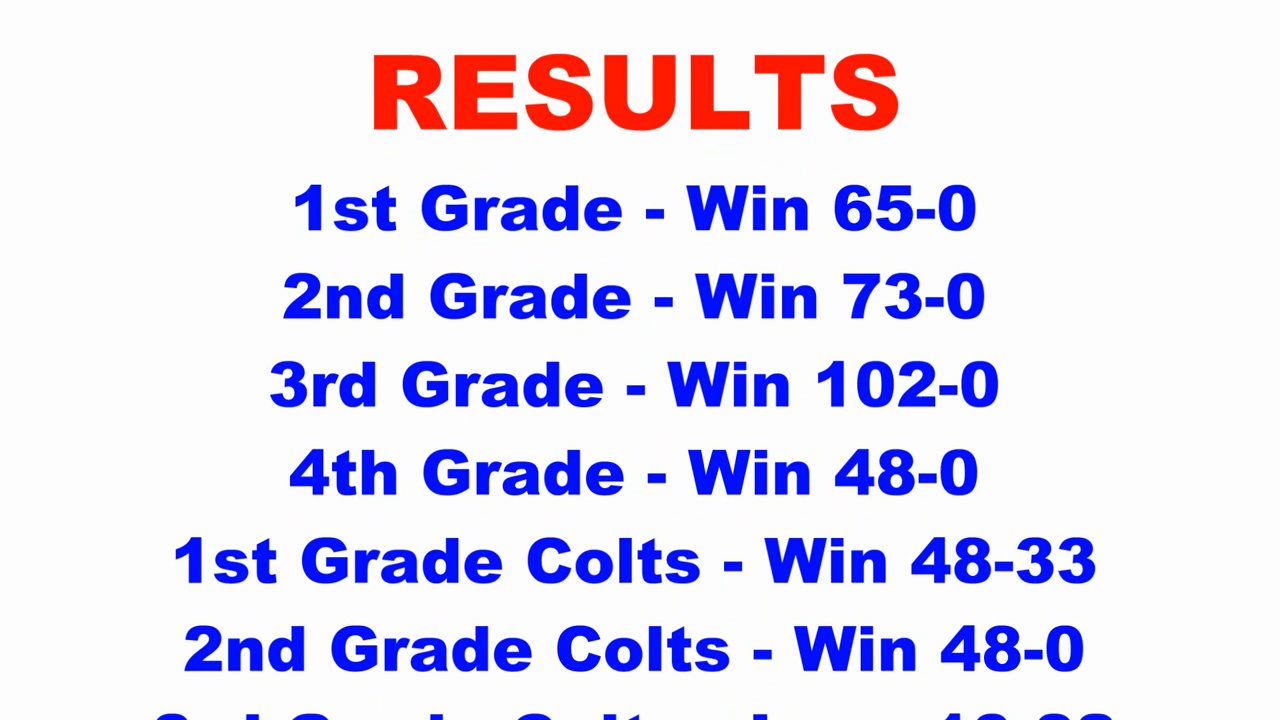 RESULTS
1st Grade - Win 65-0
2nd Grade - Win 73-0
3rd Grade - Win 102-0
4th Grade - Win 48-0
1st Grade Colts - Win 48-33
2nd Grade Colts - Win 48-0